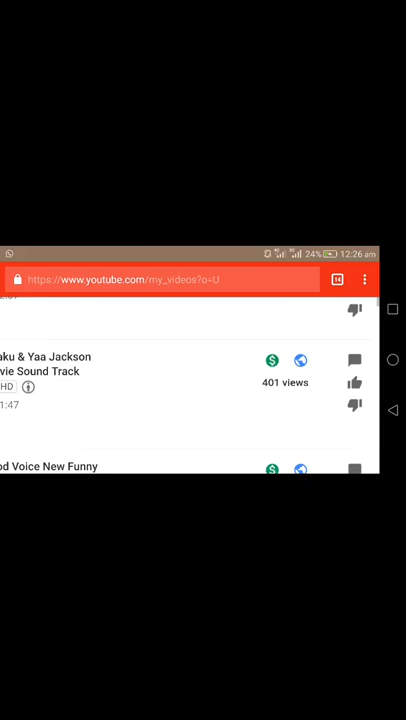 24% 12:26 am
https://www.youtube.com/my_videos?o=U
14
aku & Yaa Jackson
vie Sound Track
HD
401 views
1:47
od Voice New Funny